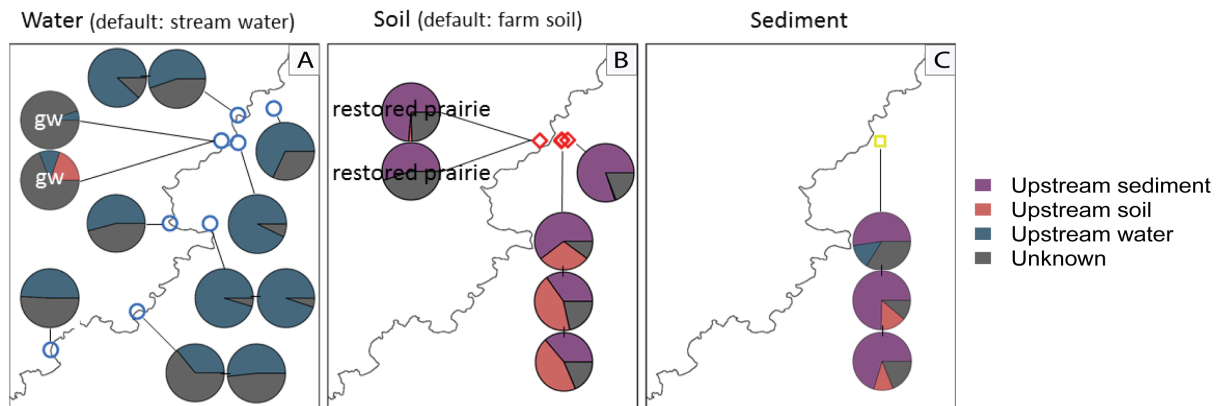 Water (default: stream water)
Soil (default: farm soil)
Sediment
A
B
C
gw
gw
restored prairie
restored prairie
Upstream sediment
Upstream soil
Upstream water
Unknown